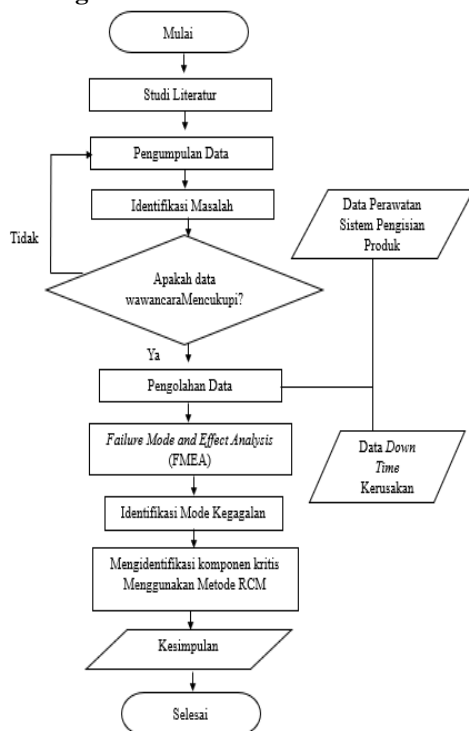 Mulai
Studi Literatur
Pengumpulan Data
Identifikasi Masalah
Tidak
Apakah data
wawancaraMencukupi?
Ya
Data Perawatan
Sistem Pengisian
Produk
Pengolahan Data
Data Down
Time
Kerusakan
Failure Mode and Effect Analysis
(FMEA)
Identifikasi Mode Kegagalan
Mengidentifikasi komponen kritis
Menggunakan Metode RCM
Kesimpulan
Selesai